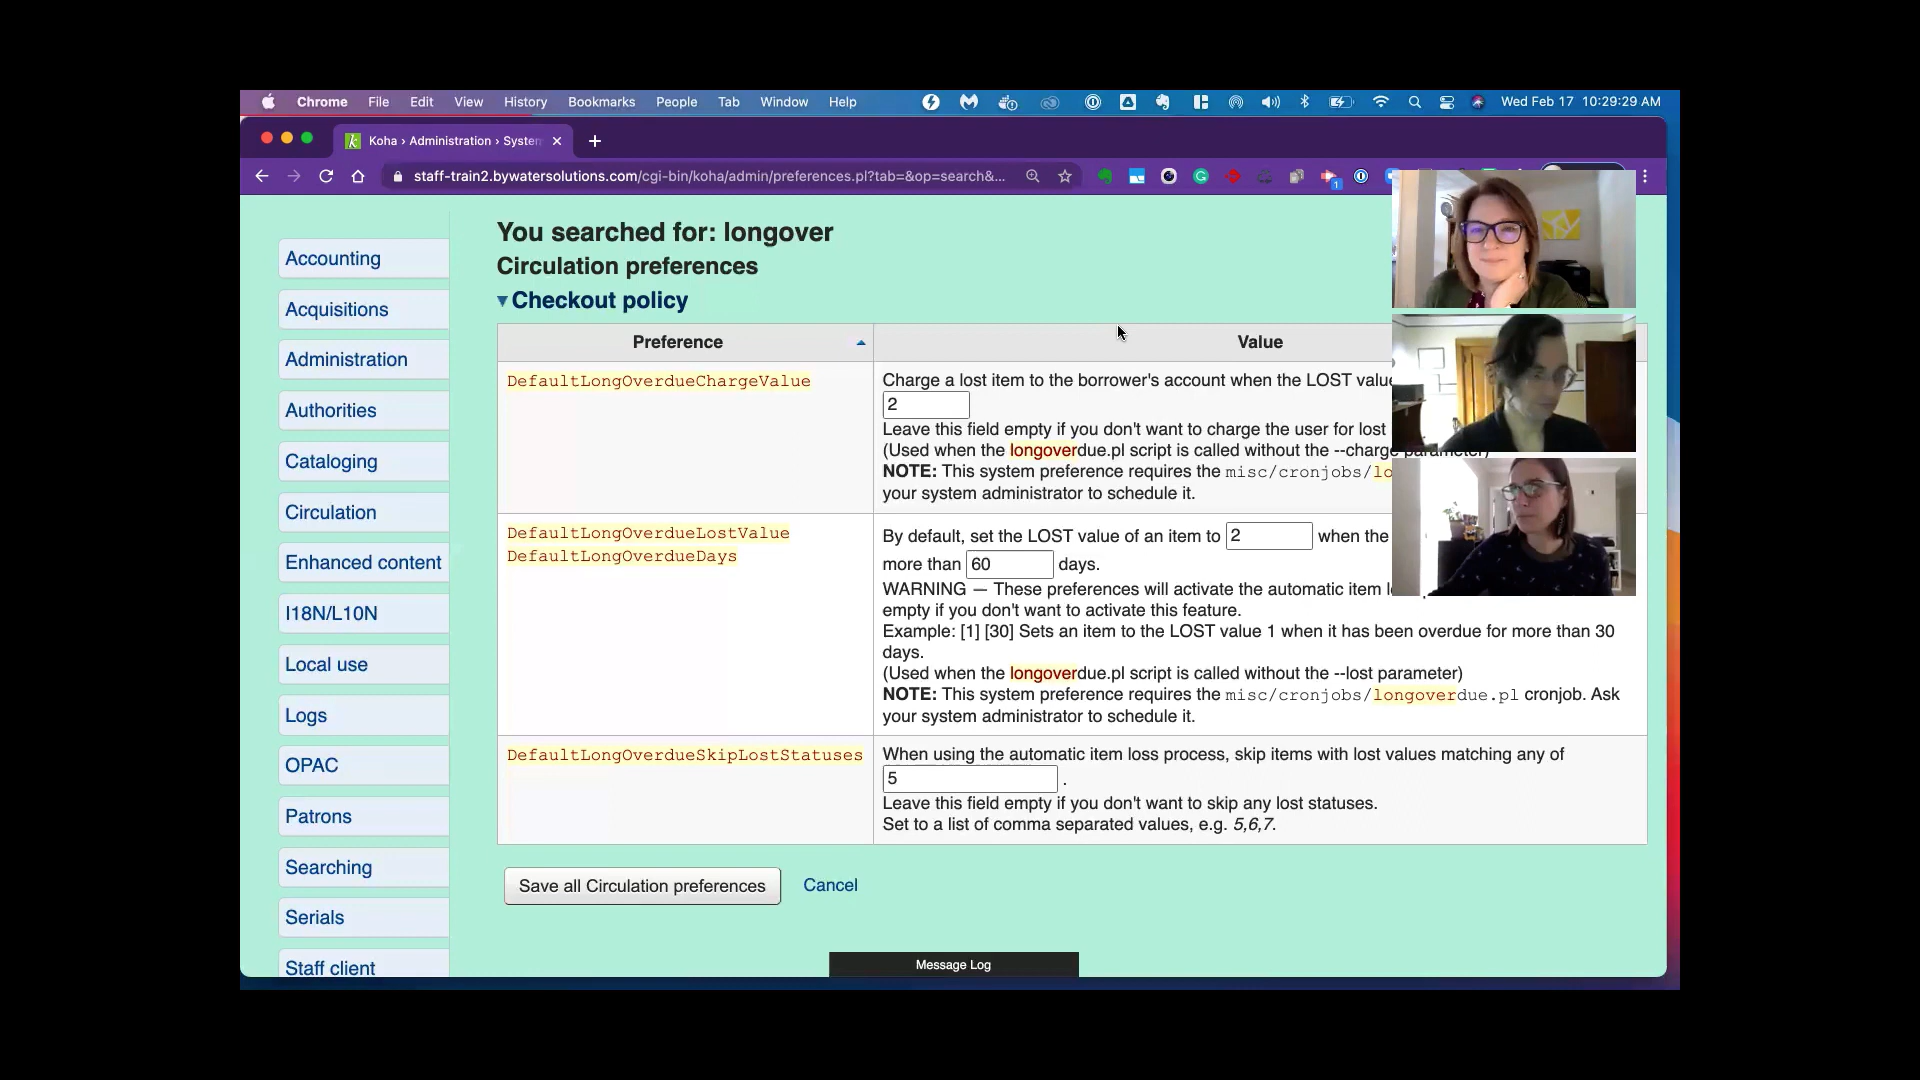 Chrome File Edit View History Bookmarks People Tab Window Help Wed Feb 17 10:29:29 AM
Koha › Administration › System
staff-train2.bywatersolutions.com/cgi-bin/koha/admin/preferences.pl?tab=&op=search&...
1
Accounting
Acquisitions
Administration
Authorities
Cataloging
Circulation
Enhanced content
I18N/L10N
Local use
Logs
OPAC
Patrons
Searching
Serials
Staff client
You searched for: longover
Circulation preferences
Checkout policy
Preference Value
DefaultLongOverdueChargeValue
Charge a lost item to the borrower's account when the LOST value
2
Leave this field empty if you don't want to charge the user for lost
(Used when the longoverdue.pl script is called without the --charge parameter)
NOTE: This system preference requires the misc/cronjobs/lo
your system administrator to schedule it.
DefaultLongOverdueLostValue
DefaultLongOverdueDays
By default, set the LOST value of an item to 2 when the
more than 60 days.
WARNING — These preferences will activate the automatic item
empty if you don't want to activate this feature.
Example: [1] [30] Sets an item to the LOST value 1 when it has been overdue for more than 30
days.
(Used when the longoverdue.pl script is called without the --lost parameter)
NOTE: This system preference requires the misc/cronjobs/longoverdue.pl cronjob. Ask
your system administrator to schedule it.
DefaultLongOverdueSkipLostStatuses
When using the automatic item loss process, skip items with lost values matching any of
5 .
Leave this field empty if you don't want to skip any lost statuses.
Set to a list of comma separated values, e.g. 5,6,7.
Save all Circulation preferences Cancel
Message Log